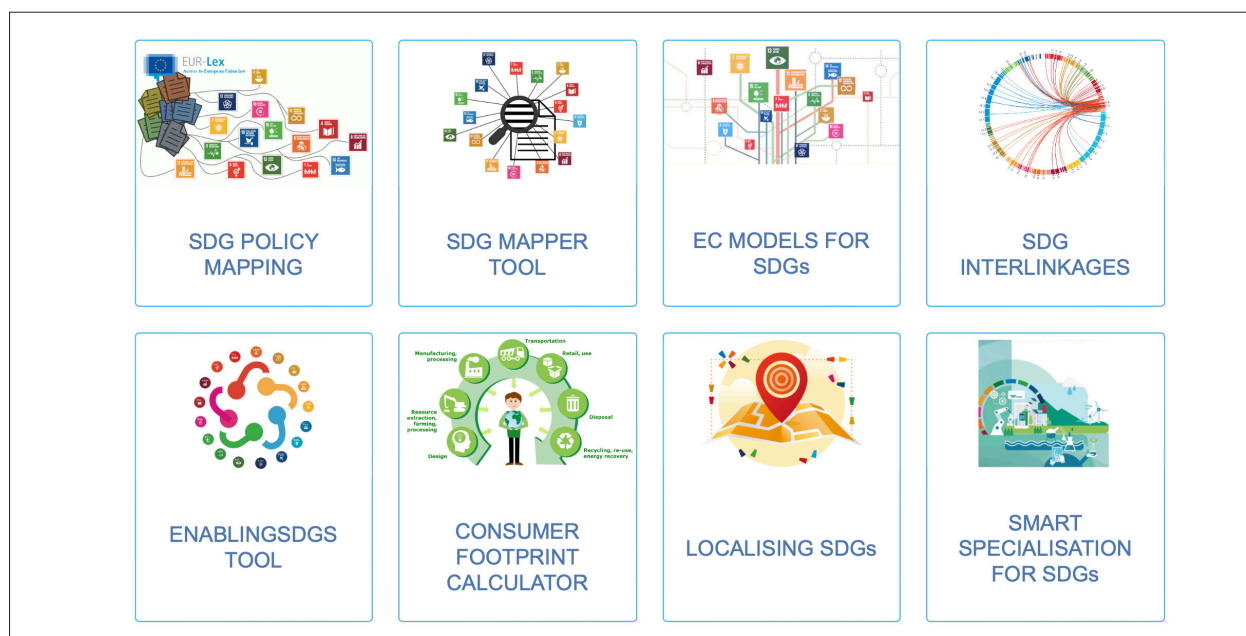 EUR-Lex
Access to European Union law
SDG POLICY
MAPPING
SDG MAPPER
TOOL
EC MODELS FOR
SDGs
SDG
INTERLINKAGES
ENABLINGSDGS
TOOL
Transportation
Manufacturing,
processing
Retail, use
Resource
extraction,
farming,
processing
Disposal
Design
Recycling, re-use,
energy recovery
CONSUMER
FOOTPRINT
CALCULATOR
LOCALISING SDGs
SMART
SPECIALISATION
FOR SDGs